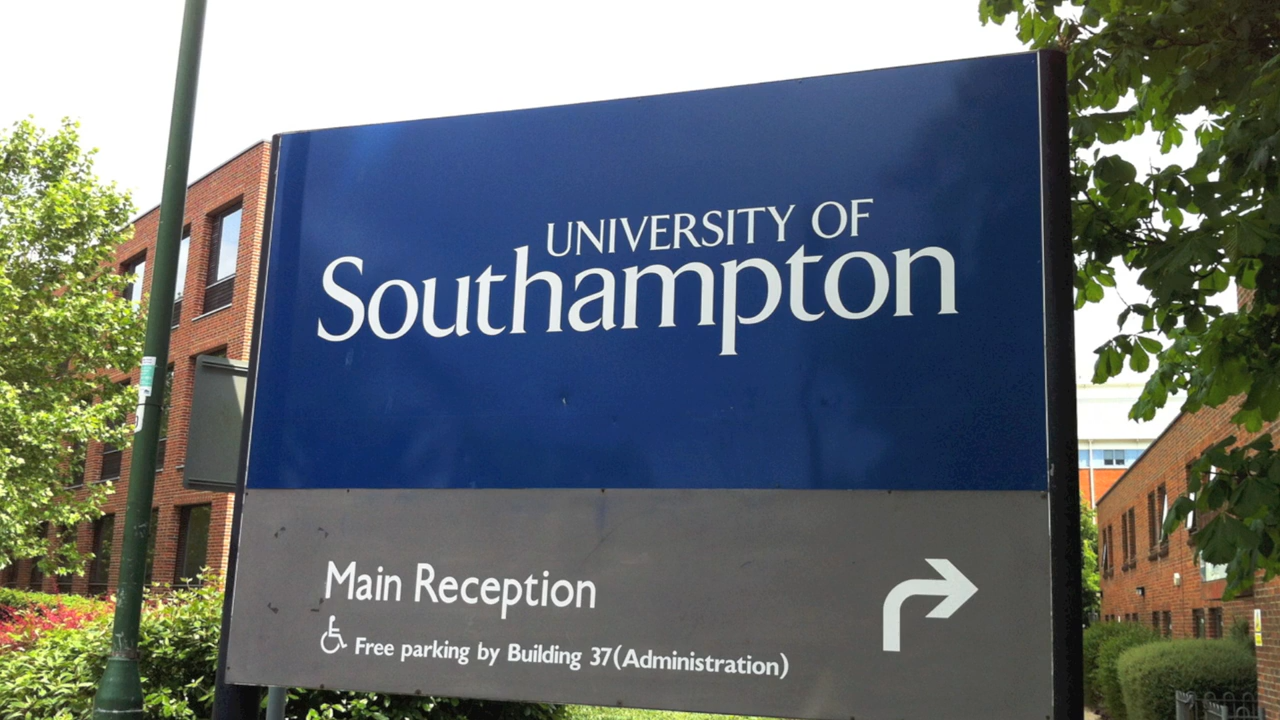 UNIVERSITY OF
Southampton
Main Reception
Free parking by Building 37(Administration)